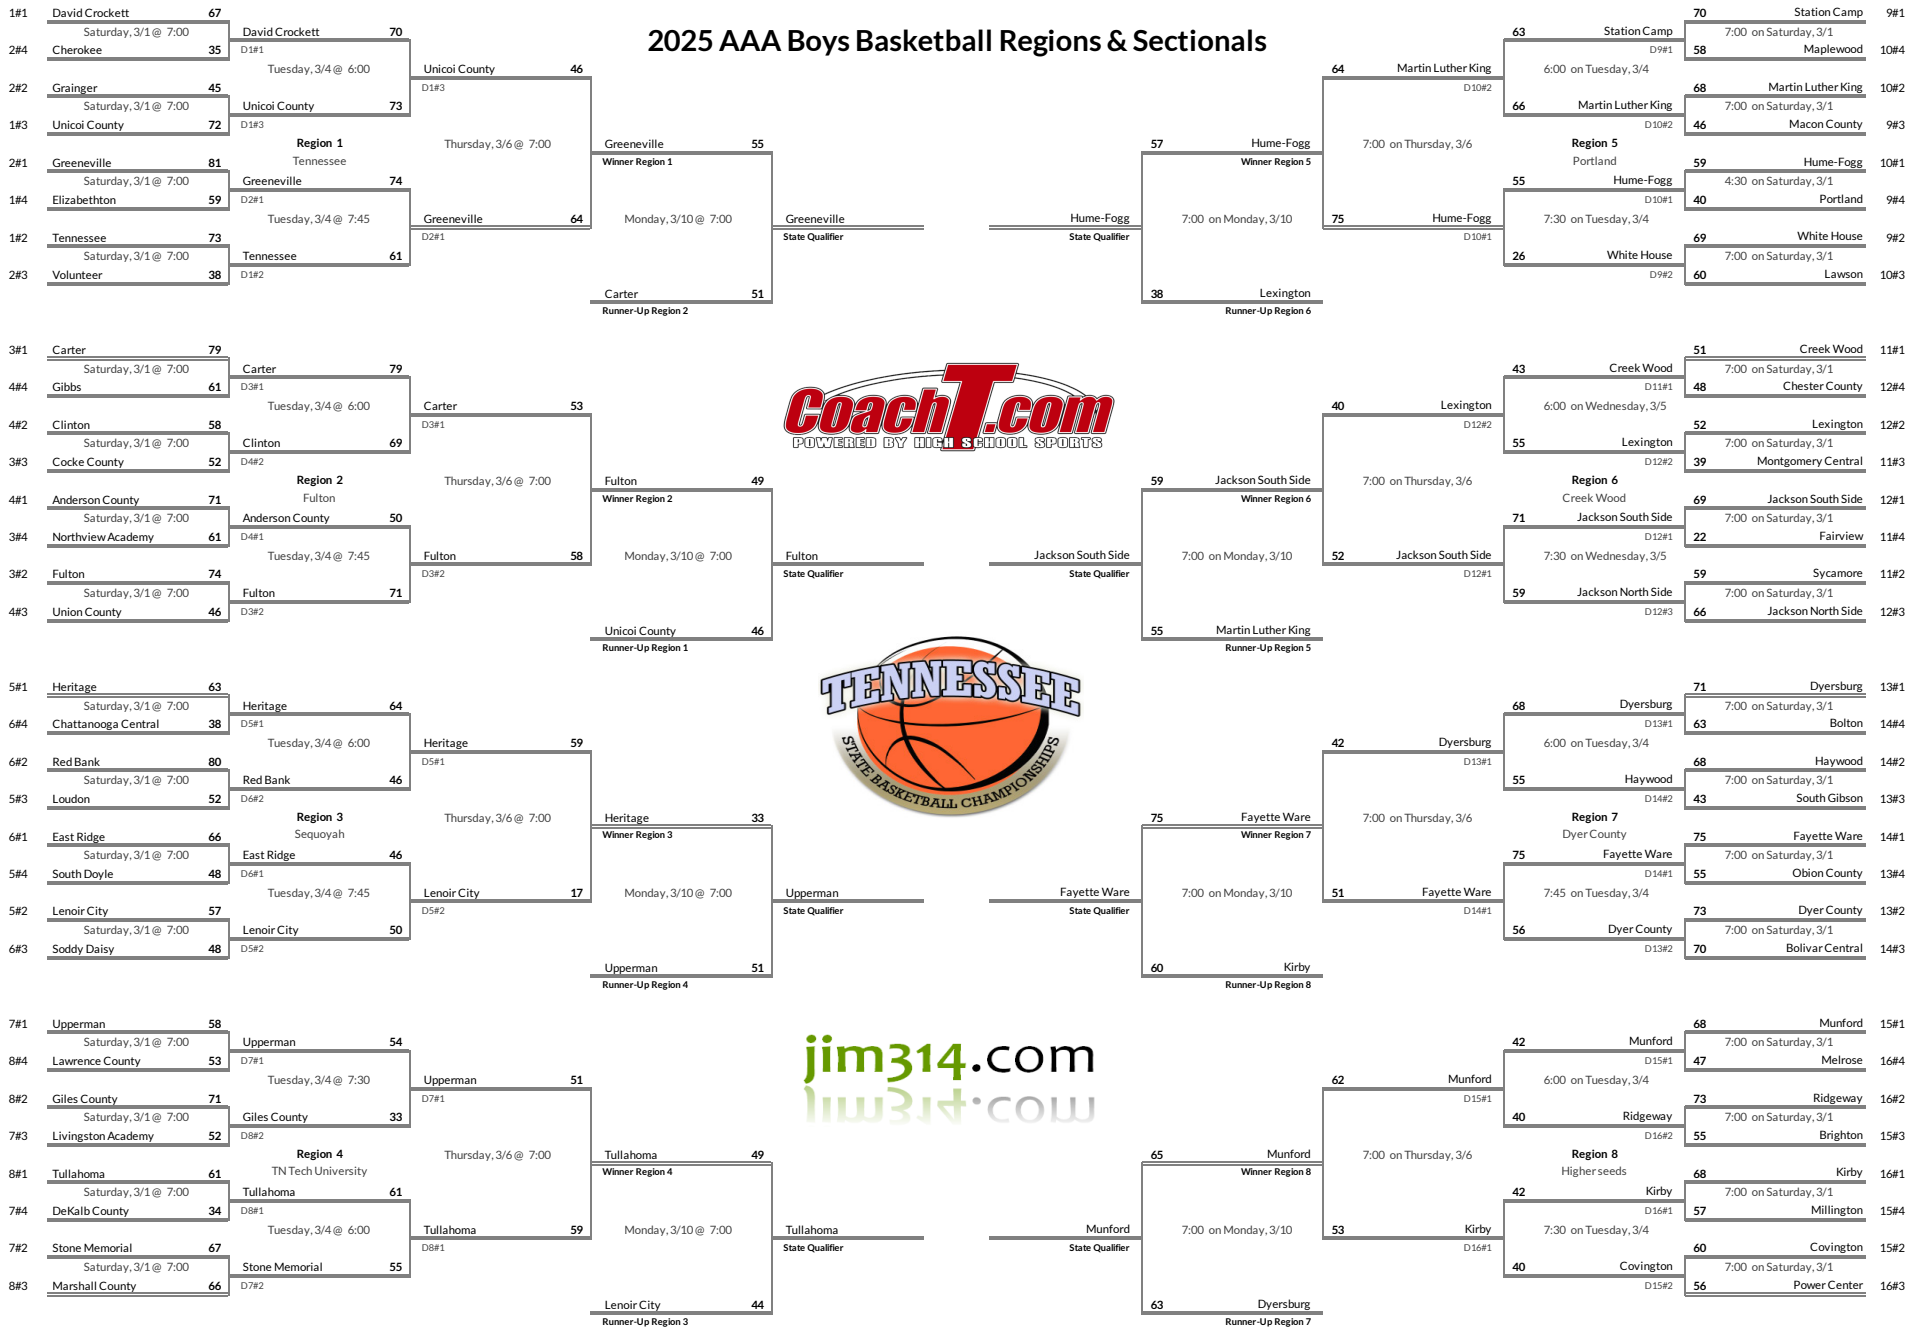 2025 AAA Boys Basketball Regions & Sectionals
1#1 David Crockett 67
Saturday, 3/1 @ 7:00
2#4 Cherokee 35
David Crockett 70
D1#1
Tuesday, 3/4 @ 6:00
2#2 Grainger 45
Saturday, 3/1 @ 7:00
1#3 Unicoi County 72
Unicoi County 73
D1#3
Unicoi County 46
D1#3
Region 1
Tennessee
Thursday, 3/6 @ 7:00
2#1 Greeneville 81
Saturday, 3/1 @ 7:00
1#4 Elizabethton 59
Greeneville 74
D2#1
Tuesday, 3/4 @ 7:45
1#2 Tennessee 73
Saturday, 3/1 @ 7:00
2#3 Volunteer 38
Tennessee 61
D1#2
Greeneville 64
D2#1
Greeneville 55
Winner Region 1
Monday, 3/10 @ 7:00
Carter 51
Runner-Up Region 2
Greeneville
State Qualifier
3#1 Carter 79
Saturday, 3/1 @ 7:00
4#4 Gibbs 61
Carter 79
D3#1
Tuesday, 3/4 @ 6:00
4#2 Clinton 58
Saturday, 3/1 @ 7:00
3#3 Cocke County 52
Clinton 69
D4#2
Carter 53
D3#1
Region 2
Fulton
Thursday, 3/6 @ 7:00
4#1 Anderson County 71
Saturday, 3/1 @ 7:00
3#4 Northview Academy 61
Anderson County 50
D4#1
Tuesday, 3/4 @ 7:45
3#2 Fulton 74
Saturday, 3/1 @ 7:00
4#3 Union County 46
Fulton 71
D3#2
Fulton 58
D3#2
Fulton 49
Winner Region 2
Monday, 3/10 @ 7:00
Unicoi County 46
Runner-Up Region 1
Fulton
State Qualifier
5#1 Heritage 63
Saturday, 3/1 @ 7:00
6#4 Chattanooga Central 38
Heritage 64
D5#1
Tuesday, 3/4 @ 6:00
6#2 Red Bank 80
Saturday, 3/1 @ 7:00
5#3 Loudon 52
Red Bank 46
D6#2
Heritage 59
D5#1
Region 3
Sequoyah
Thursday, 3/6 @ 7:00
6#1 East Ridge 66
Saturday, 3/1 @ 7:00
5#4 South Doyle 48
East Ridge 46
D6#1
Tuesday, 3/4 @ 7:45
5#2 Lenoir City 57
Saturday, 3/1 @ 7:00
6#3 Soddy Daisy 48
Lenoir City 50
D5#2
Lenoir City 17
D5#2
Heritage 33
Winner Region 3
Monday, 3/10 @ 7:00
Upperman 51
Runner-Up Region 4
Upperman
State Qualifier
7#1 Upperman 58
Saturday, 3/1 @ 7:00
8#4 Lawrence County 53
Upperman 54
D7#1
Tuesday, 3/4 @ 7:30
8#2 Giles County 71
Saturday, 3/1 @ 7:00
7#3 Livingston Academy 52
Giles County 33
D8#2
Upperman 51
D7#1
Region 4
TN Tech University
Thursday, 3/6 @ 7:00
8#1 Tullahoma 61
Saturday, 3/1 @ 7:00
7#4 DeKalb County 34
Tullahoma 61
D8#1
Tuesday, 3/4 @ 6:00
7#2 Stone Memorial 67
Saturday, 3/1 @ 7:00
8#3 Marshall County 66
Stone Memorial 55
D7#2
Tullahoma 59
D8#1
Tullahoma 49
Winner Region 4
Monday, 3/10 @ 7:00
Lenoir City 44
Runner-Up Region 3
Tullahoma
State Qualifier
CoachT.com
POWERED BY HIGH SCHOOL SPORTS
TENNESSEE
STATE BASKETBALL CHAMPIONSHIPS
jim314.com
70 Station Camp 9#1
7:00 on Saturday, 3/1
58 Maplewood 10#4
63 Station Camp
D9#1
6:00 on Tuesday, 3/4
68 Martin Luther King 10#2
7:00 on Saturday, 3/1
46 Macon County 9#3
66 Martin Luther King
D10#2
64 Martin Luther King
D10#2
Region 5
Portland
7:00 on Thursday, 3/6
59 Hume-Fogg 10#1
4:30 on Saturday, 3/1
40 Portland 9#4
55 Hume-Fogg
D10#1
7:30 on Tuesday, 3/4
69 White House 9#2
7:00 on Saturday, 3/1
60 Lawson 10#3
26 White House
D9#2
75 Hume-Fogg
D10#1
57 Hume-Fogg
Winner Region 5
7:00 on Monday, 3/10
38 Lexington
Runner-Up Region 6
Hume-Fogg
State Qualifier
51 Creek Wood 11#1
7:00 on Saturday, 3/1
48 Chester County 12#4
43 Creek Wood
D11#1
6:00 on Wednesday, 3/5
52 Lexington 12#2
7:00 on Saturday, 3/1
39 Montgomery Central 11#3
55 Lexington
D12#2
40 Lexington
D12#2
Region 6
Creek Wood
7:00 on Thursday, 3/6
69 Jackson South Side 12#1
7:00 on Saturday, 3/1
22 Fairview 11#4
71 Jackson South Side
D12#1
7:30 on Wednesday, 3/5
59 Sycamore 11#2
7:00 on Saturday, 3/1
66 Jackson North Side 12#3
59 Jackson North Side
D12#3
52 Jackson South Side
D12#1
59 Jackson South Side
Winner Region 6
7:00 on Monday, 3/10
55 Martin Luther King
Runner-Up Region 5
Jackson South Side
State Qualifier
71 Dyersburg 13#1
7:00 on Saturday, 3/1
63 Bolton 14#4
68 Dyersburg
D13#1
6:00 on Tuesday, 3/4
68 Haywood 14#2
7:00 on Saturday, 3/1
43 South Gibson 13#3
55 Haywood
D14#2
42 Dyersburg
D13#1
Region 7
Dyer County
7:00 on Thursday, 3/6
75 Fayette Ware 14#1
7:00 on Saturday, 3/1
55 Obion County 13#4
75 Fayette Ware
D14#1
7:45 on Tuesday, 3/4
73 Dyer County 13#2
7:00 on Saturday, 3/1
70 Bolivar Central 14#3
56 Dyer County
D13#2
51 Fayette Ware
D14#1
75 Fayette Ware
Winner Region 7
7:00 on Monday, 3/10
60 Kirby
Runner-Up Region 8
Fayette Ware
State Qualifier
68 Munford 15#1
7:00 on Saturday, 3/1
47 Melrose 16#4
42 Munford
D15#1
6:00 on Tuesday, 3/4
73 Ridgeway 16#2
7:00 on Saturday, 3/1
55 Brighton 15#3
40 Ridgeway
D16#2
62 Munford
D15#1
Region 8
Higher seeds
7:00 on Thursday, 3/6
68 Kirby 16#1
7:00 on Saturday, 3/1
57 Millington 15#4
42 Kirby
D16#1
7:30 on Tuesday, 3/4
60 Covington 15#2
7:00 on Saturday, 3/1
56 Power Center 16#3
40 Covington
D15#2
53 Kirby
D16#1
65 Munford
Winner Region 8
7:00 on Monday, 3/10
63 Dyersburg
Runner-Up Region 7
Munford
State Qualifier